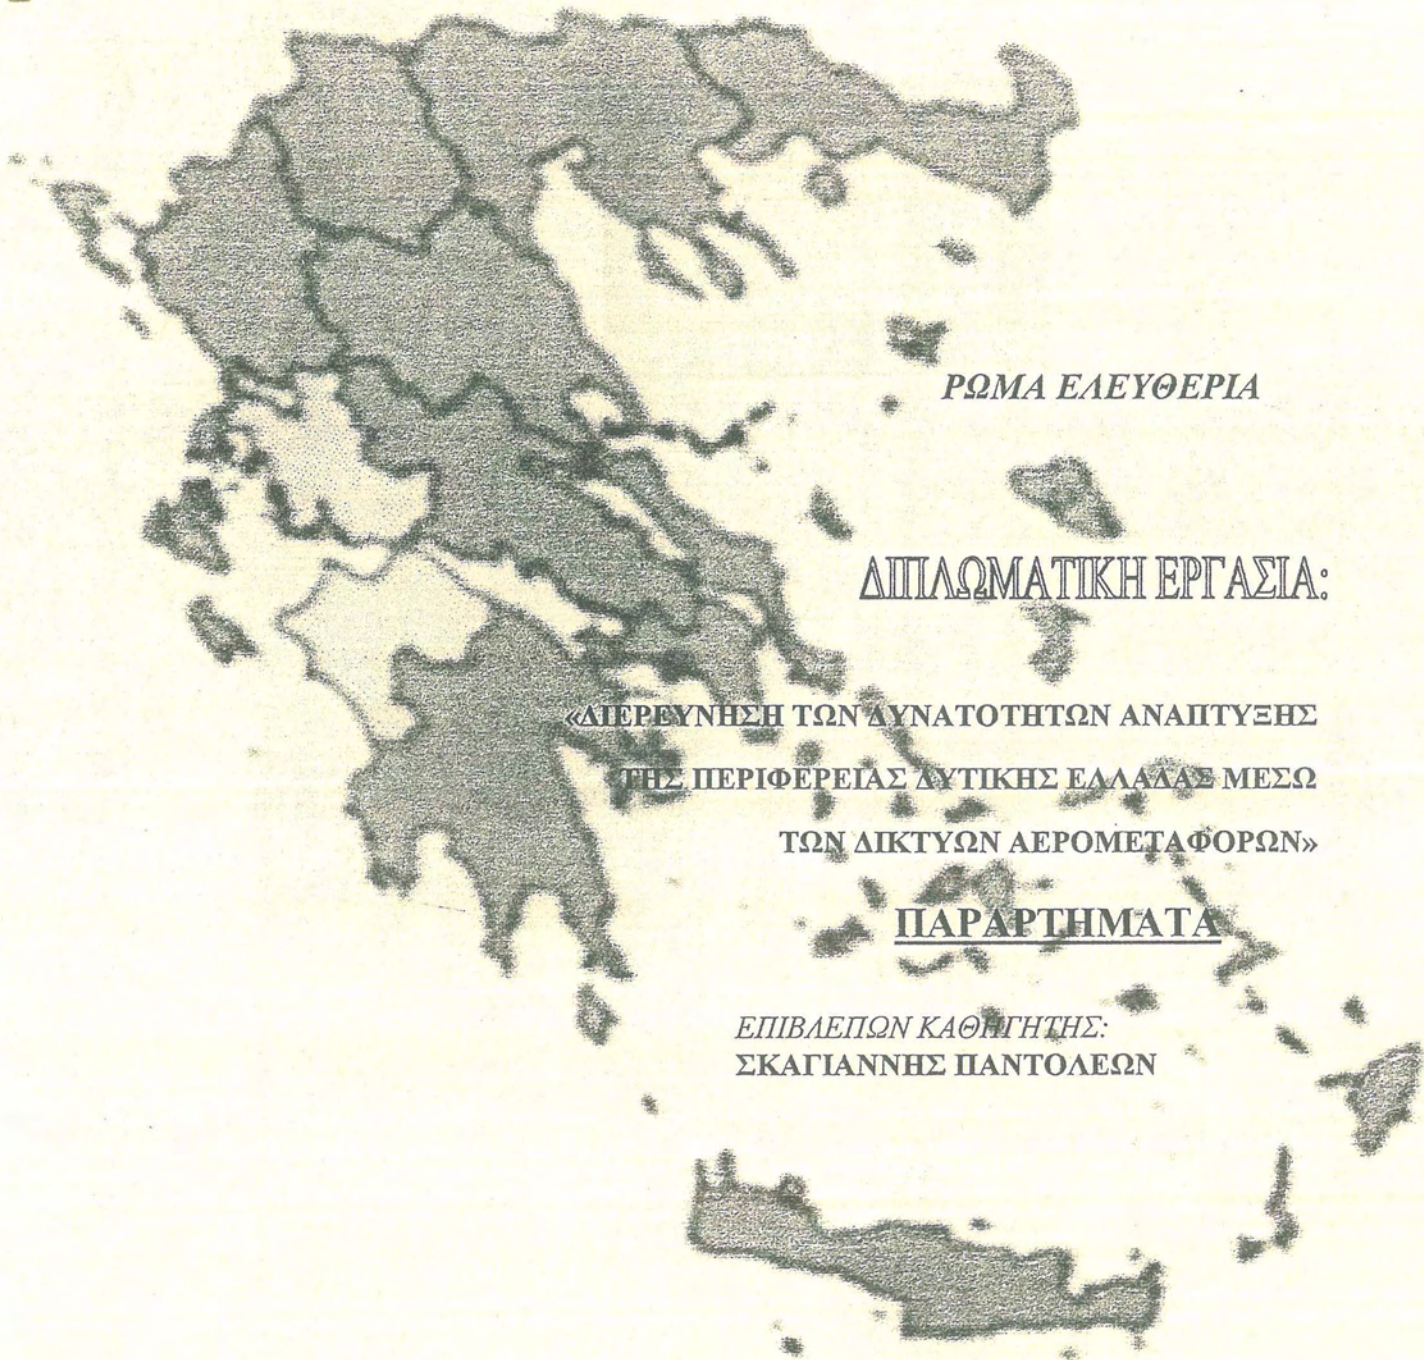 ΡΩΜΑ ΕΛΕΥΘΕΡΙΑ
ΔΙΠΛΩΜΑΤΙΚΗ ΕΡΓΑΣΙΑ:
«ΔΙΕΡΕΥΝΗΣΗ ΤΩΝ ΔΥΝΑΤΟΤΗΤΩΝ ΑΝΑΠΤΥΞΗΣ
ΤΗΣ ΠΕΡΙΦΕΡΕΙΑΣ ΔΥΤΙΚΗΣ ΕΛΛΑΔΑΣ ΜΕΣΩ
ΤΩΝ ΔΙΚΤΥΩΝ ΑΕΡΟΜΕΤΑΦΟΡΩΝ»
ΠΑΡΑΡΤΗΜΑΤΑ
ΕΠΙΒΛΕΠΩΝ ΚΑΘΗΓΗΤΗΣ:
ΣΚΑΓΙΑΝΝΗΣ ΠΑΝΤΟΛΕΩΝ